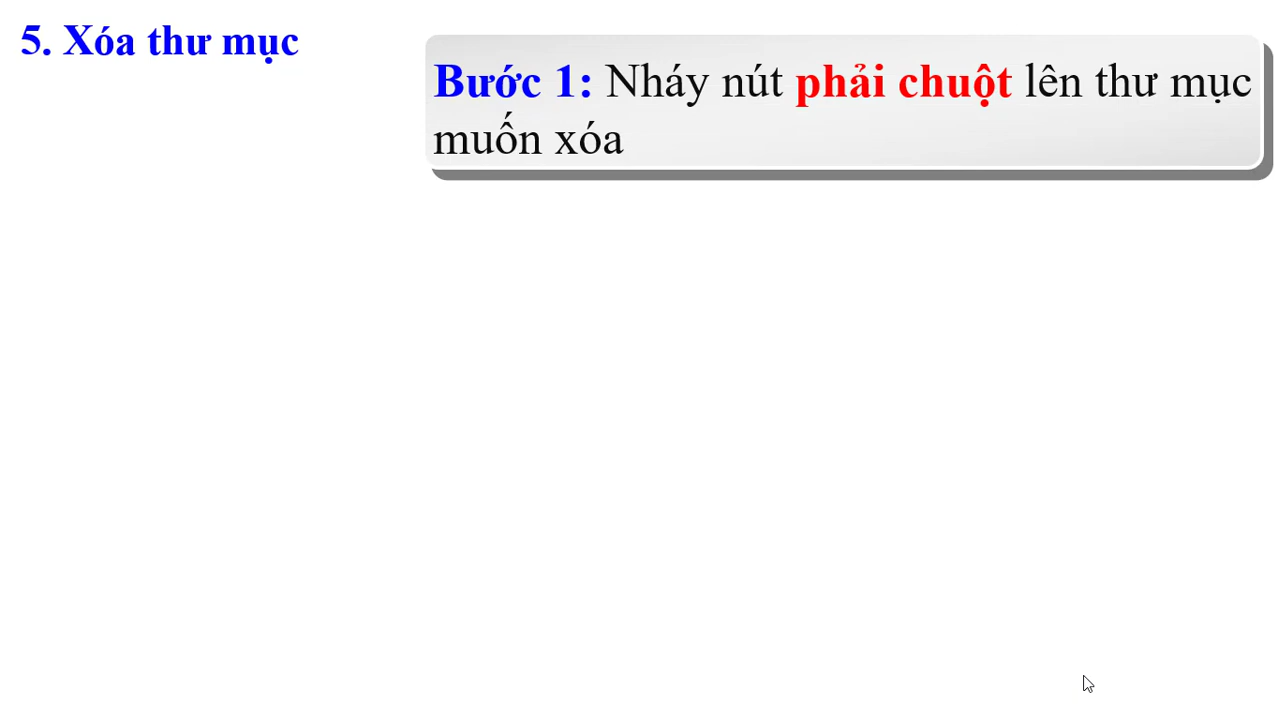 5. Xóa thư mục
Bước 1: Nháy nút phải chuột lên thư mục
muốn xóa